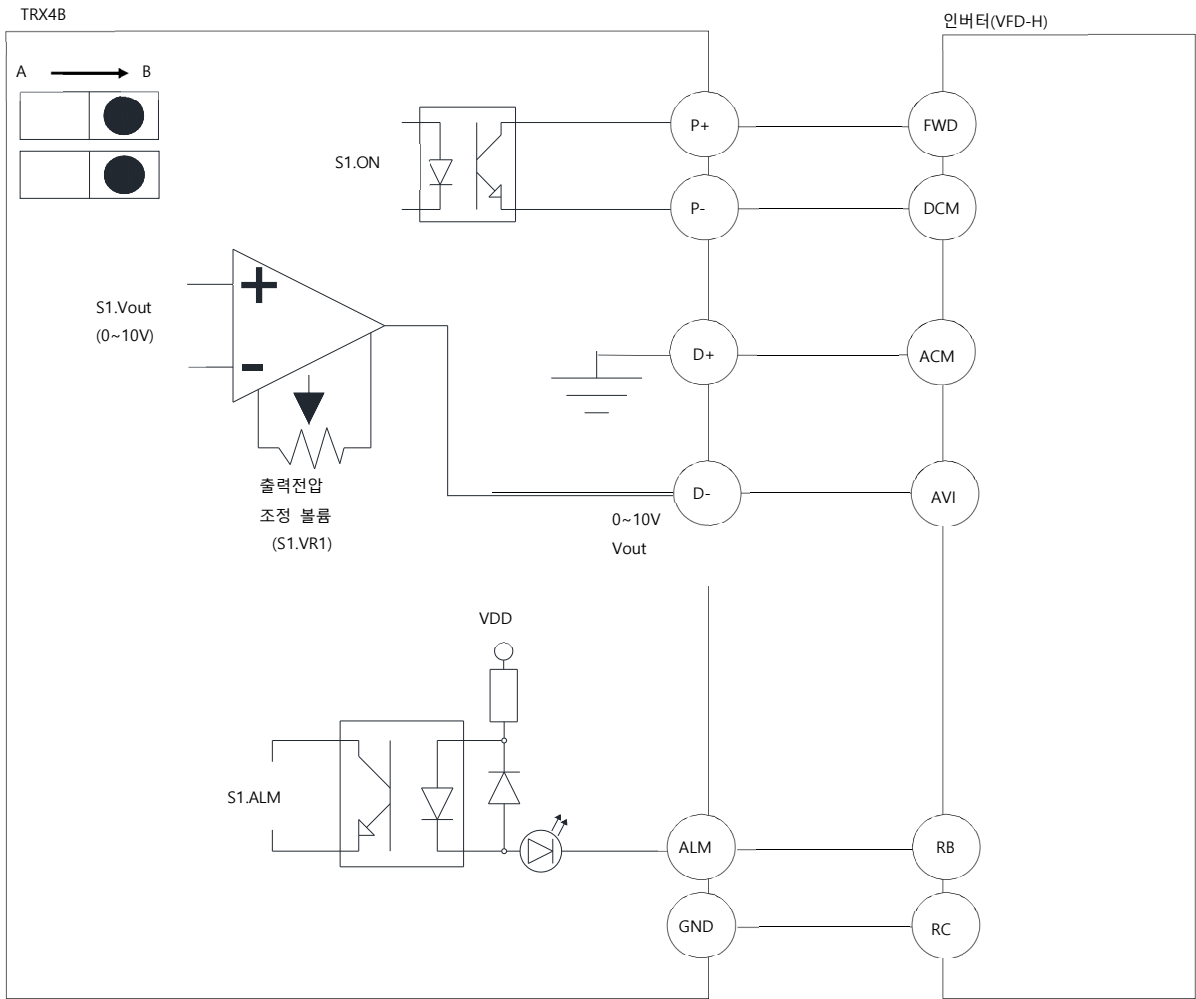 TRX4B
인버터(VFD-H)
A
B
P+
FWD
S1.ON
P-
DCM
S1.Vout
(0~10V)
D+
ACM
출력전압
조정 볼륨
(S1.VR1)
D-
AVI
0~10V
Vout
VDD
S1.ALM
ALM
RB
GND
RC